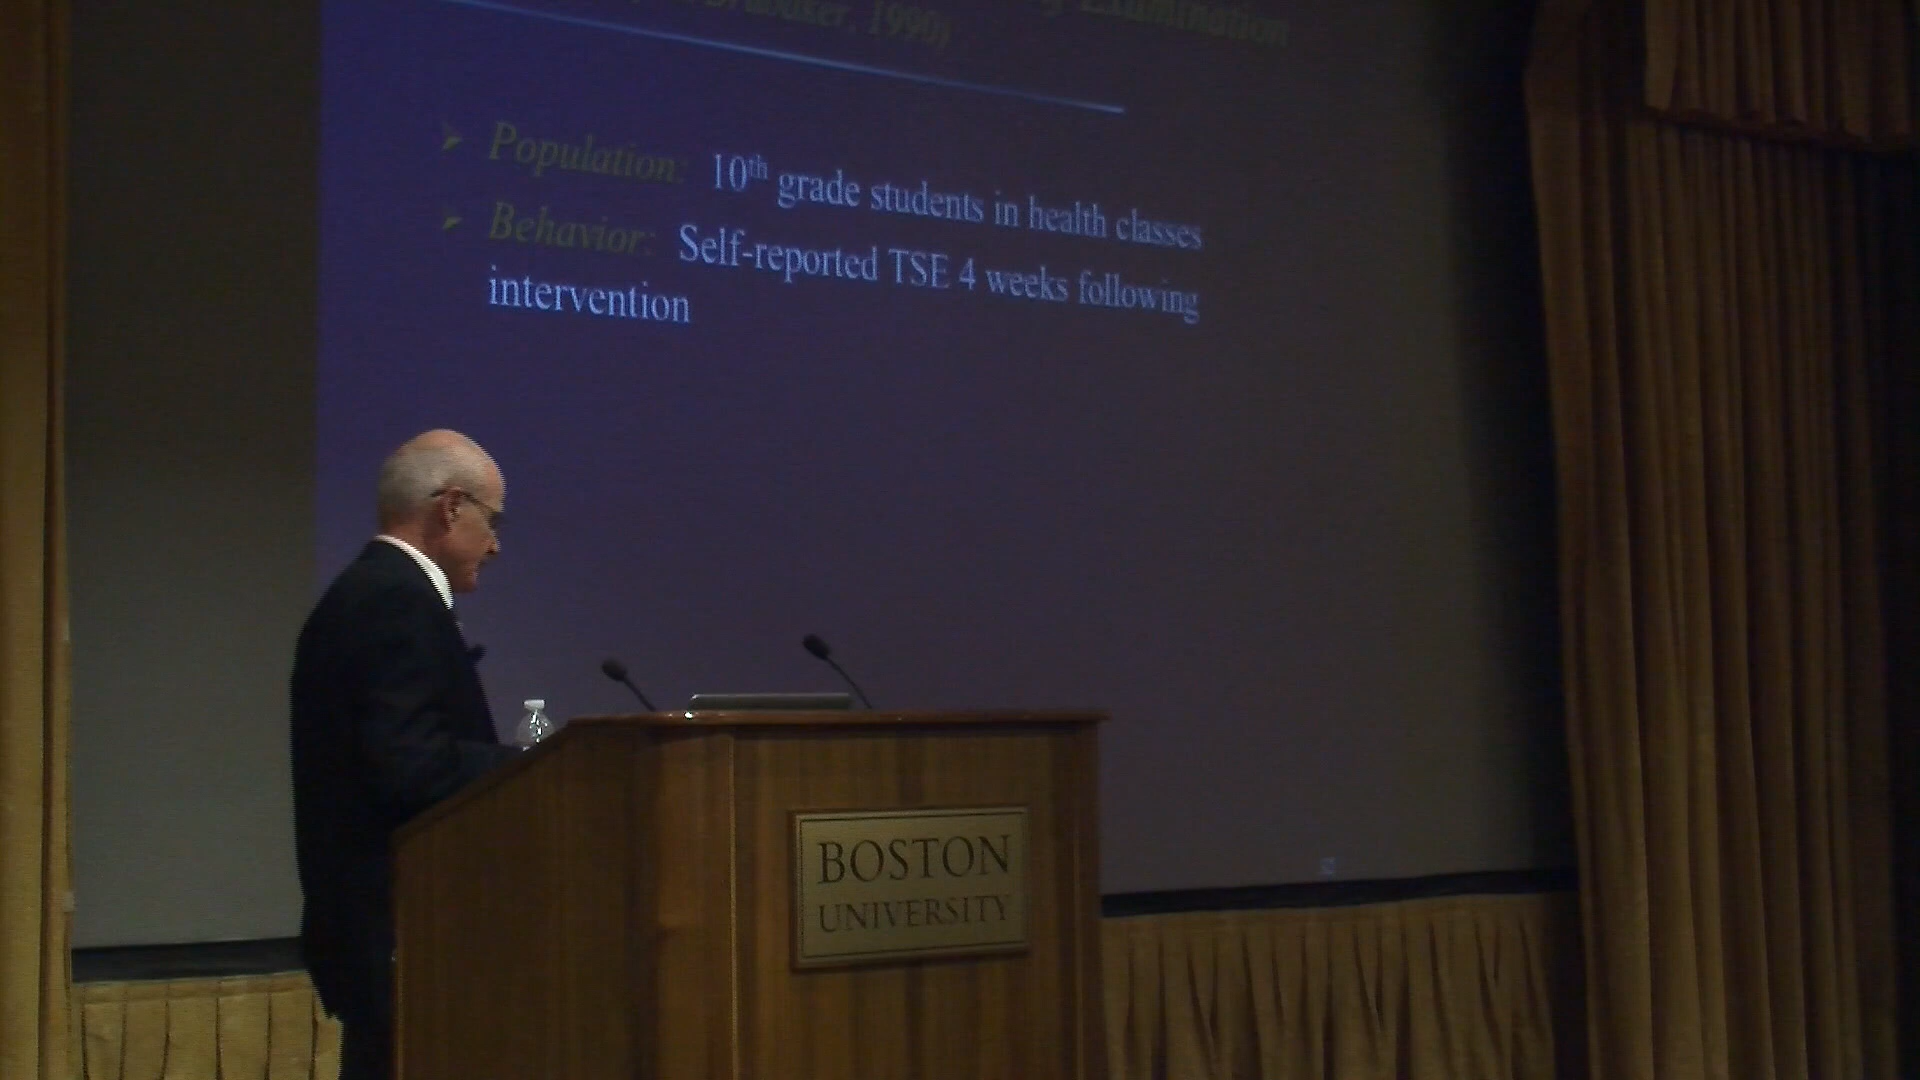 Examination
Brubaker, 1990)
➢ Population: 10th grade students in health classes
➢ Behavior: Self-reported TSE 4 weeks following
intervention
BOSTON
UNIVERSITY